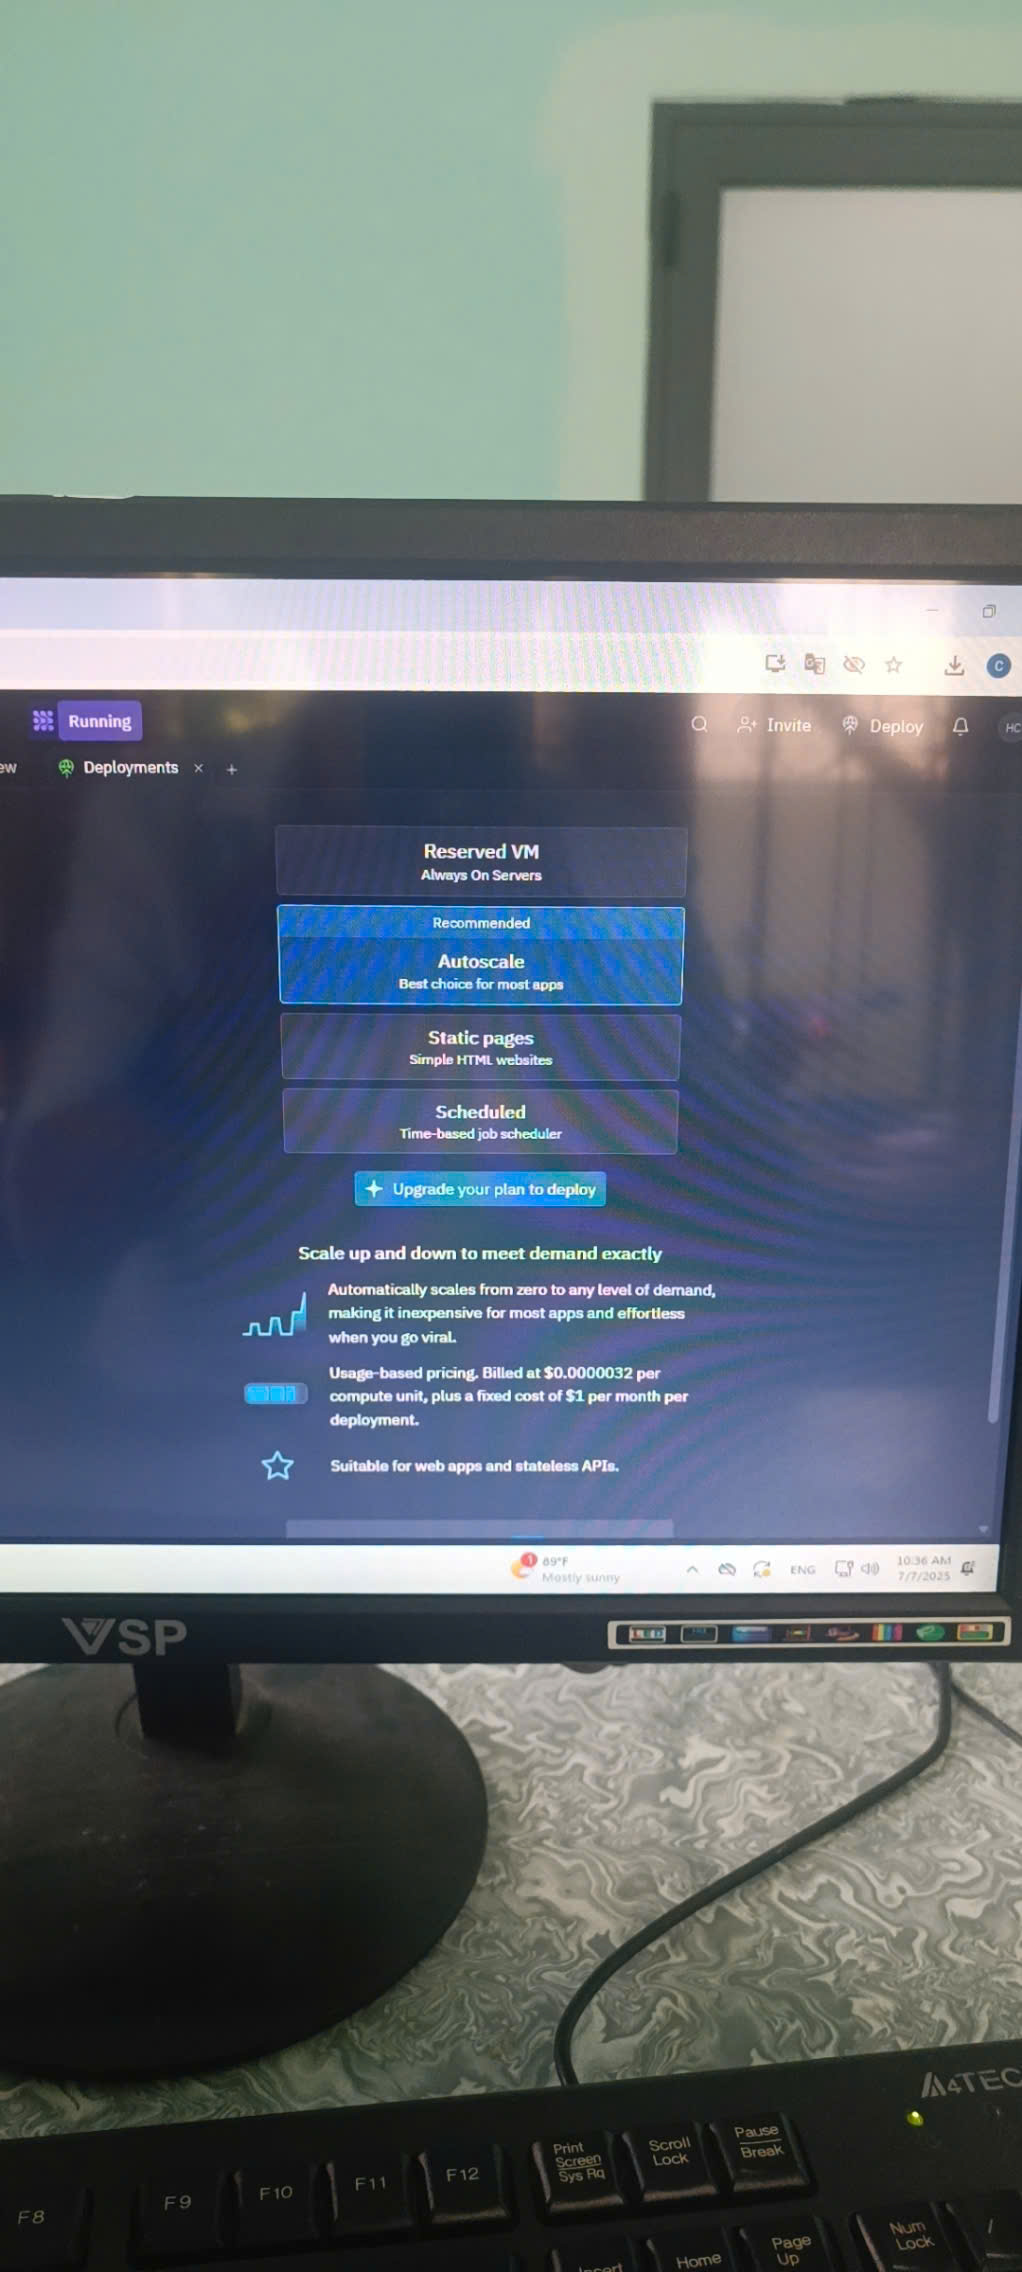 C
Running
Invite
Deploy
HC
ew
Deployments
Reserved VM
Always On Servers
Recommended
Autoscale
Best choice for most apps
Static pages
Simple HTML websites
Scheduled
Time-based job scheduler
Upgrade your plan to deploy
Scale up and down to meet demand exactly
Automatically scales from zero to any level of demand,
making it inexpensive for most apps and effortless
when you go viral.
Usage-based pricing. Billed at $0.0000032 per
compute unit, plus a fixed cost of $1 per month per
deployment.
Suitable for web apps and stateless APIs.
1
89°F
Mostly sunny
ENG
10:36 AM
7/7/2025
VSP
A4TEC
F8
F9
F10
F11
F12
Print
Screen
Sys Rq
Scroll
Lock
Pause
Break
Insert
Home
Page
Up
Num
Lock
/